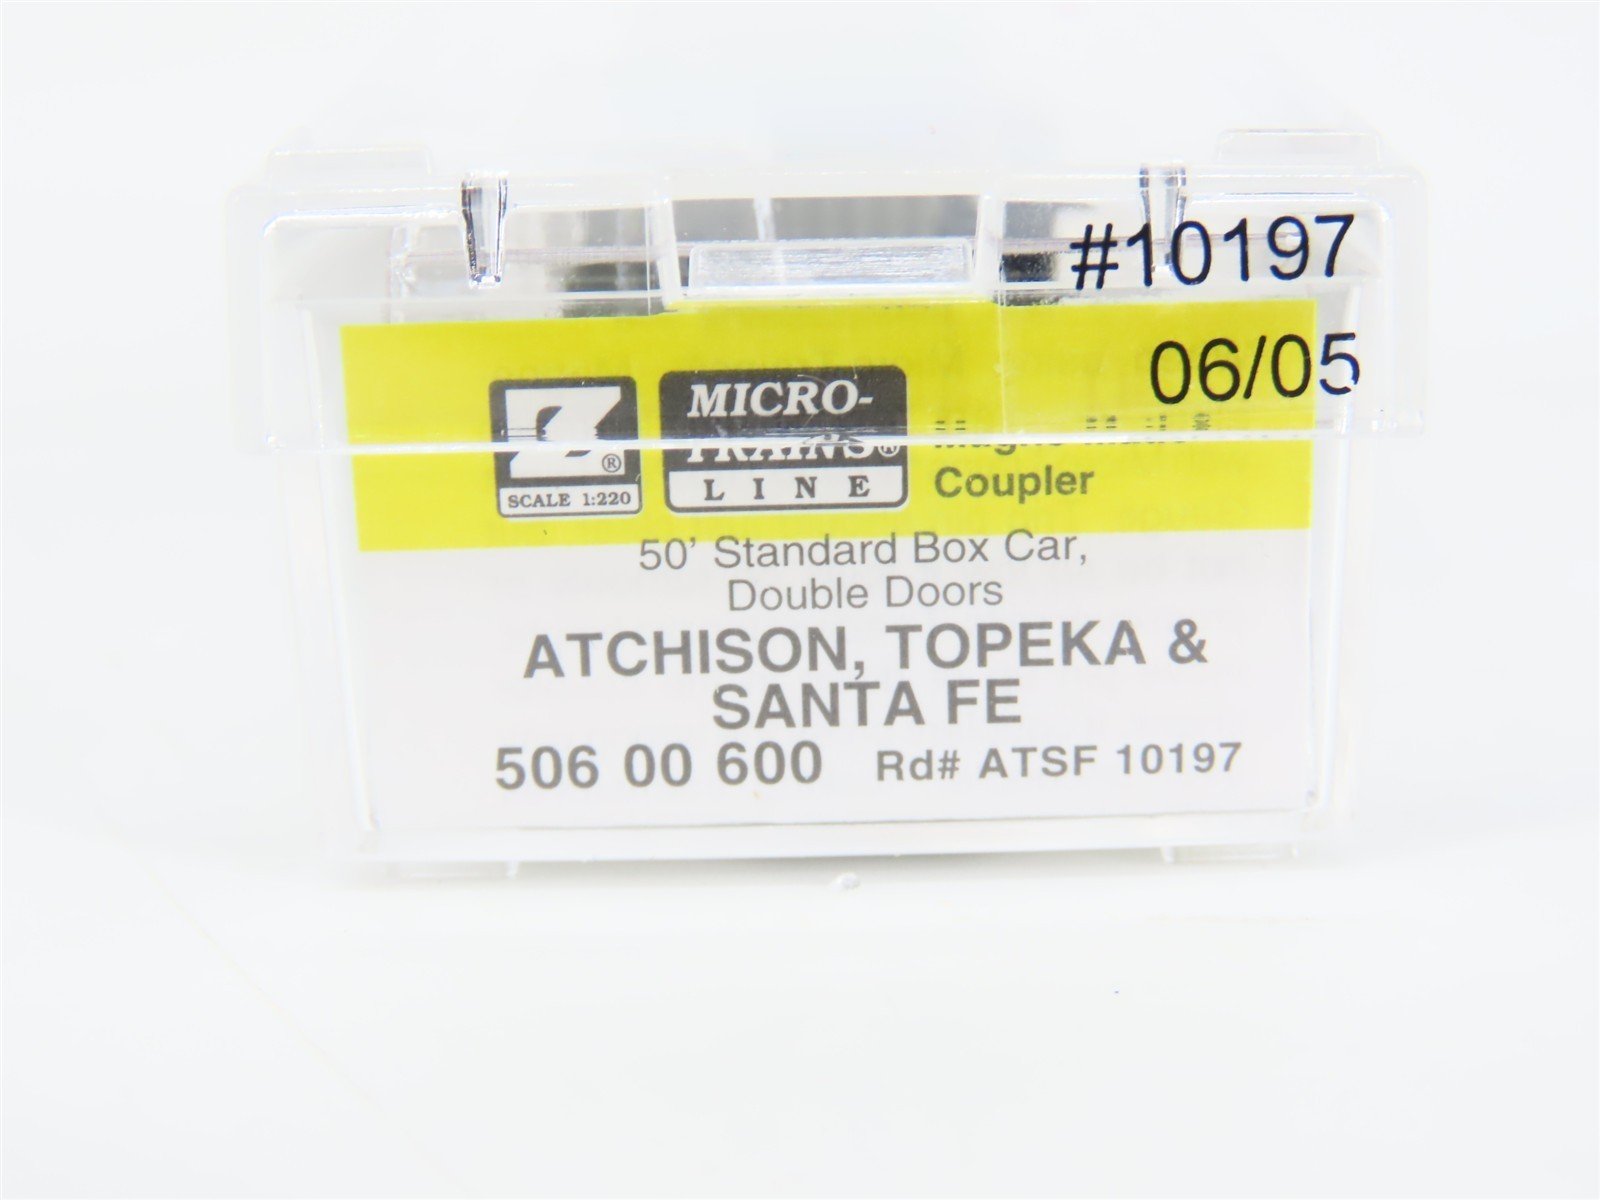 #10197
06/05
Z®
SCALE 1:220
MICRO-
TRAINS®
LINE
Coupler
50' Standard Box Car,
Double Doors
ATCHISON, TOPEKA &
SANTA FE
506 00 600 Rd# ATSF 10197